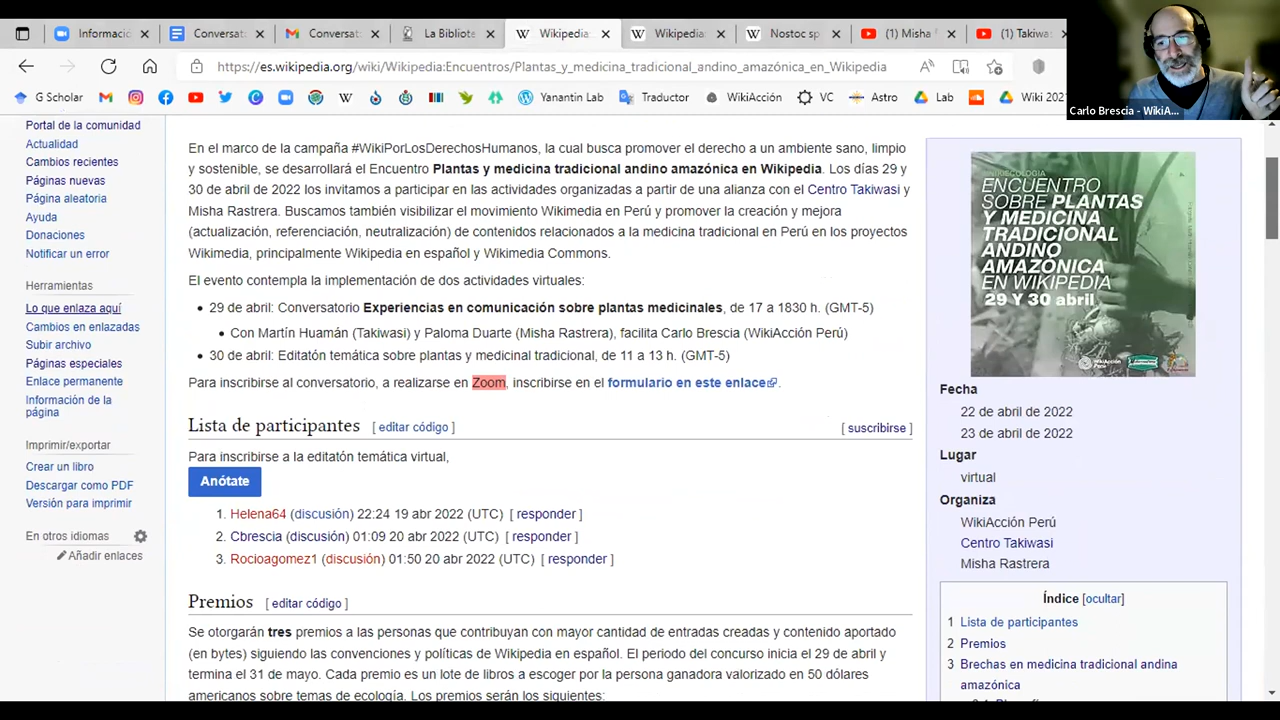 Informació
Conversat
Conversat
La Bibliote
Wikipedia
Wikipedia
Nostoc sp
(1) Misha
(1) Takiwa
https://es.wikipedia.org/wiki/Wikipedia:Encuentros/Plantas_y_medicina_tradicional_andino_amazónica_en_Wikipedia
G Scholar
Yanantin Lab
Traductor
WikiAcción
VC
Astro
Lab
Wiki 202
Carlo Brescia - WikiA...
Portal de la comunidad
Actualidad
Cambios recientes
Páginas nuevas
Página aleatoria
Ayuda
Donaciones
Notificar un error
Herramientas
Lo que enlaza aquí
Cambios en enlazadas
Subir archivo
Páginas especiales
Enlace permanente
Información de la
página
Imprimir/exportar
Crear un libro
Descargar como PDF
Versión para imprimir
En otros idiomas
Añadir enlaces
En el marco de la campaña #WikiPorLosDerechosHumanos, la cual busca promover el derecho a un ambiente sano, limpio
y sostenible, se desarrollará el Encuentro Plantas y medicina tradicional andino amazónica en Wikipedia. Los días 29 y
30 de abril de 2022 los invitamos a participar en las actividades organizadas a partir de una alianza con el Centro Takiwasi y
Misha Rastrera. Buscamos también visibilizar el movimiento Wikimedia en Perú y promover la creación y mejora
(actualización, referenciación, neutralización) de contenidos relacionados a la medicina tradicional en Perú en los proyectos
Wikimedia, principalmente Wikipedia en español y Wikimedia Commons.
El evento contempla la implementación de dos actividades virtuales:
• 29 de abril: Conversatorio Experiencias en comunicación sobre plantas medicinales, de 17 a 1830 h. (GMT-5)
• Con Martín Huamán (Takiwasi) y Paloma Duarte (Misha Rastrera), facilita Carlo Brescia (WikiAcción Perú)
• 30 de abril: Editatón temática sobre plantas y medicinal tradicional, de 11 a 13 h. (GMT-5)
Para inscribirse al conversatorio, a realizarse en Zoom, inscribirse en el formulario en este enlace.
Lista de participantes [ editar código ] [ suscribirse ]
Para inscribirse a la editatón temática virtual,
Anótate
1. Helena64 (discusión) 22:24 19 abr 2022 (UTC) [ responder ]
2. Cbrescia (discusión) 01:09 20 abr 2022 (UTC) [ responder ]
3. Rocioagomez1 (discusión) 01:50 20 abr 2022 (UTC) [ responder ]
Premios [ editar código ]
Se otorgarán tres premios a las personas que contribuyan con mayor cantidad de entradas creadas y contenido aportado
(en bytes) siguiendo las convenciones y políticas de Wikipedia en español. El periodo del concurso inicia el 29 de abril y
termina el 31 de mayo. Cada premio es un lote de libros a escoger por la persona ganadora valorizado en 50 dólares
americanos sobre temas de ecología. Los premios serán los siguientes:
ENCUENTRO
SOBRE PLANTAS
Y MEDICINA
TRADICIONAL
ANDINO
AMAZÓNICA
EN WIKIPEDIA
29 Y 30 abril
Fecha
22 de abril de 2022
23 de abril de 2022
Lugar
virtual
Organiza
WikiAcción Perú
Centro Takiwasi
Misha Rastrera
Índice [ocultar]
1 Lista de participantes
2 Premios
3 Brechas en medicina tradicional andina
amazónica